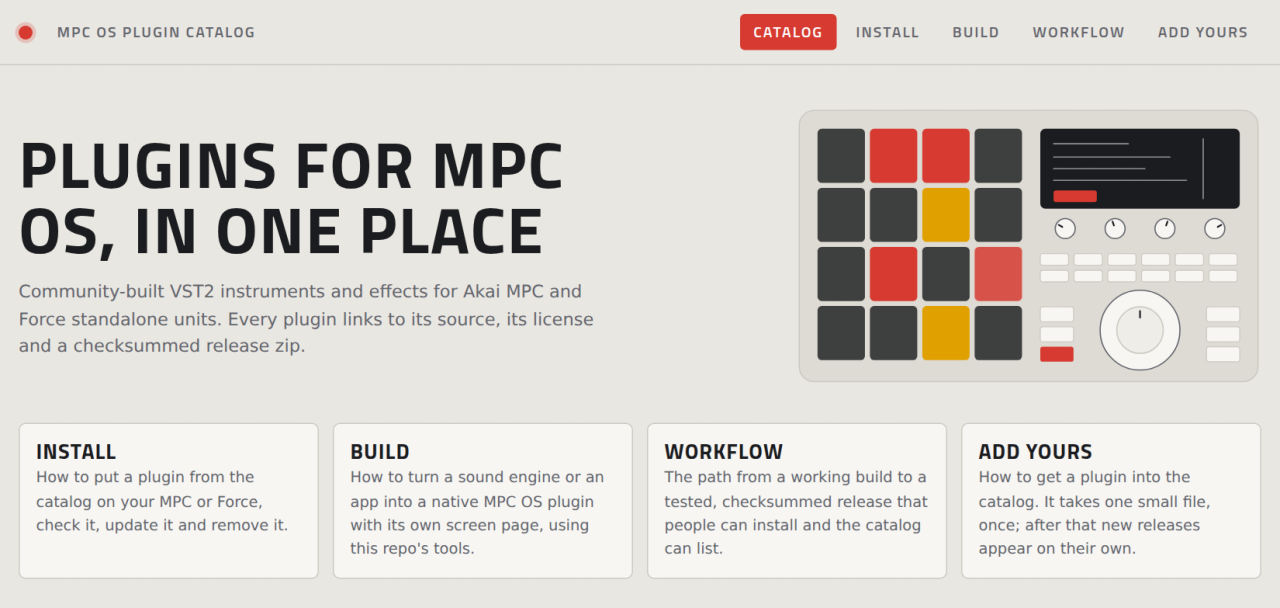 MPC OS PLUGIN CATALOG
CATALOG
INSTALL
BUILD
WORKFLOW
ADD YOURS
PLUGINS FOR MPC
OS, IN ONE PLACE
Community-built VST2 instruments and effects for Akai MPC and
Force standalone units. Every plugin links to its source, its license
and a checksummed release zip.
INSTALL
How to put a plugin from the
catalog on your MPC or Force,
check it, update it and remove it.
BUILD
How to turn a sound engine or an
app into a native MPC OS plugin
with its own screen page, using
this repo's tools.
WORKFLOW
The path from a working build to a
tested, checksummed release that
people can install and the catalog
can list.
ADD YOURS
How to get a plugin into the
catalog. It takes one small file,
once; after that new releases
appear on their own.